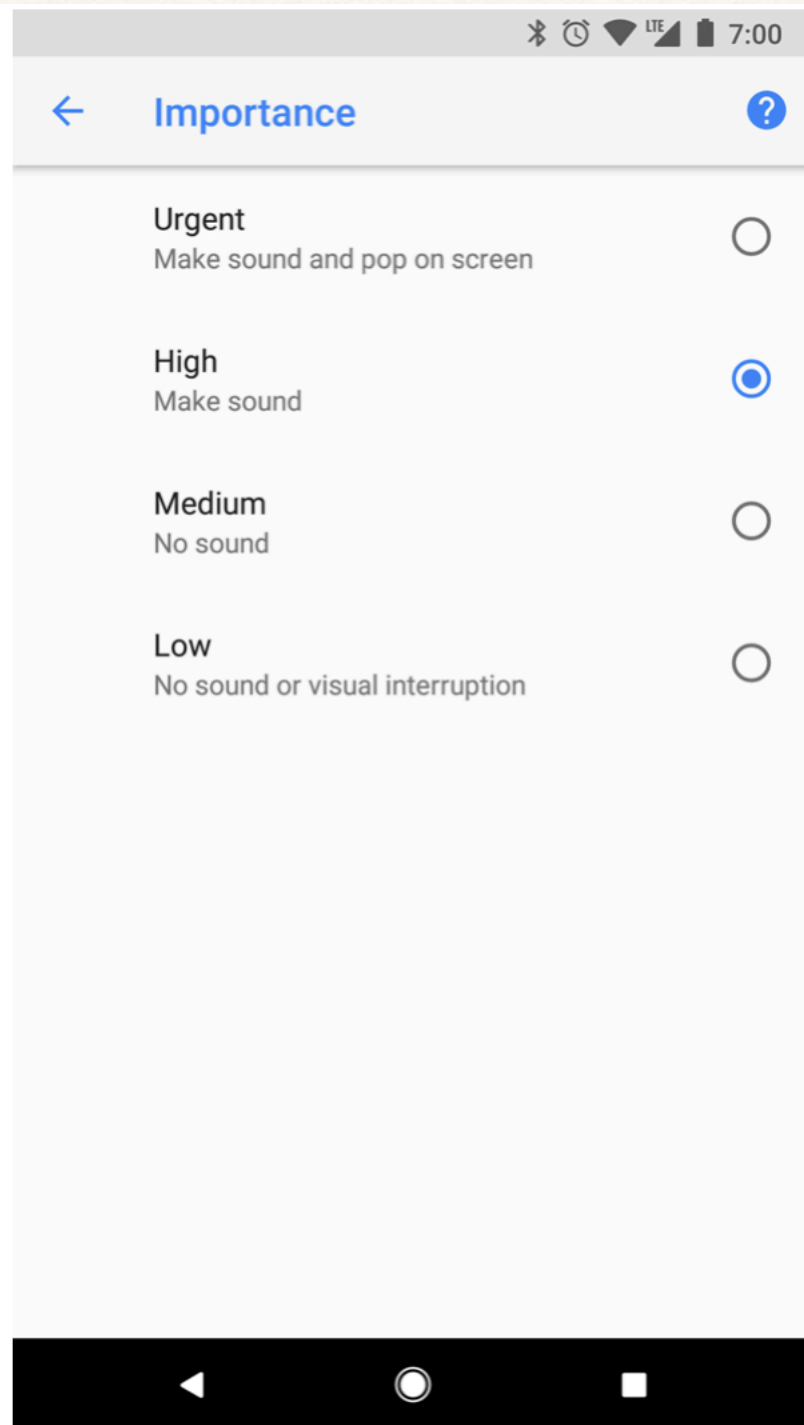 LTE 7:00
Importance
Urgent
Make sound and pop on screen
High
Make sound
Medium
No sound
Low
No sound or visual interruption